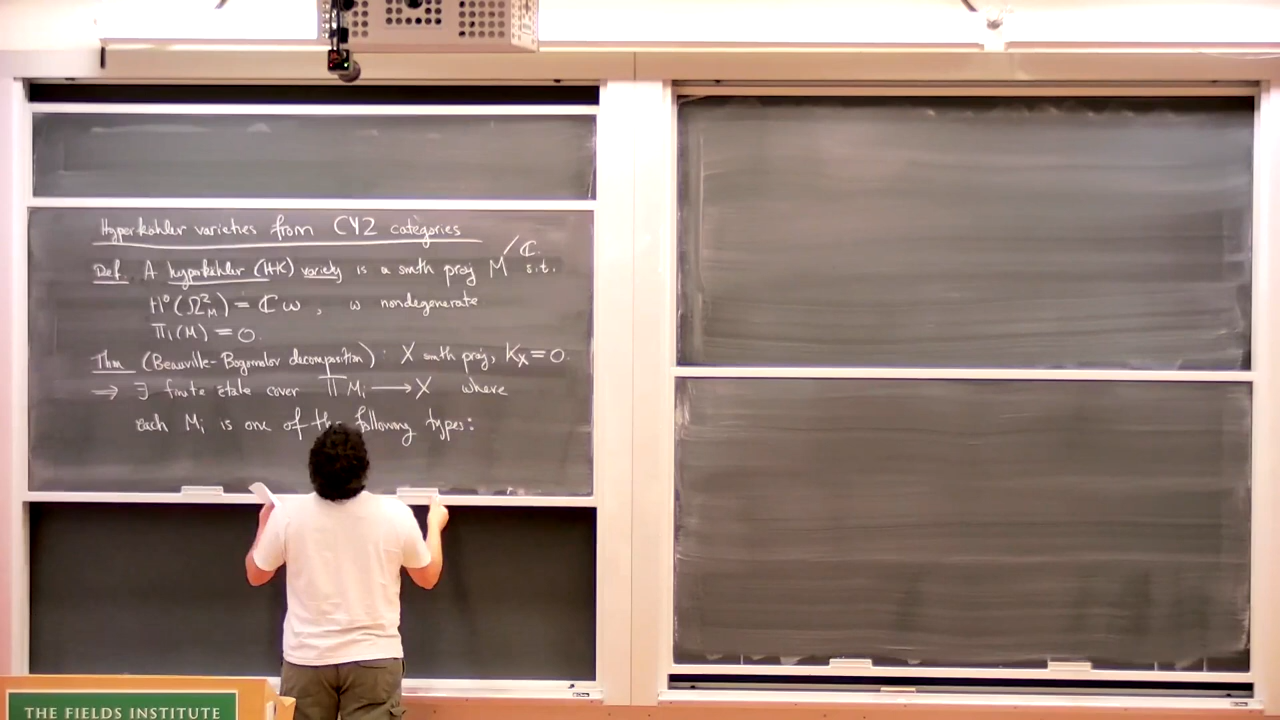 Hyperkähler varieties from CY2 categories
Def. A hyperkähler (HK) variety is a smth proj M/ℂ s.t.
H⁰(Ω²_M) = ℂω, ω nondegenerate
π₁(M) = 0.
Thm (Beauville-Bogomolov decomposition): X smth proj, K_X = 0.
⇒ ∃ finite étale cover ∏ M_i ⟶ X where
each M_i is one of the following types:
THE FIELDS INSTITUTE